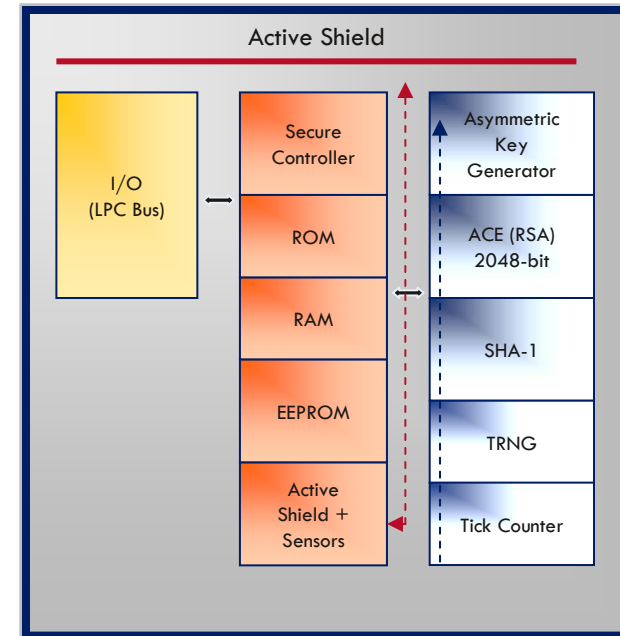 Active Shield
I/O
(LPC Bus)
Secure
Controller
ROM
RAM
EEPROM
Active
Shield +
Sensors
Asymmetric
Key
Generator
ACE (RSA)
2048-bit
SHA-1
TRNG
Tick Counter